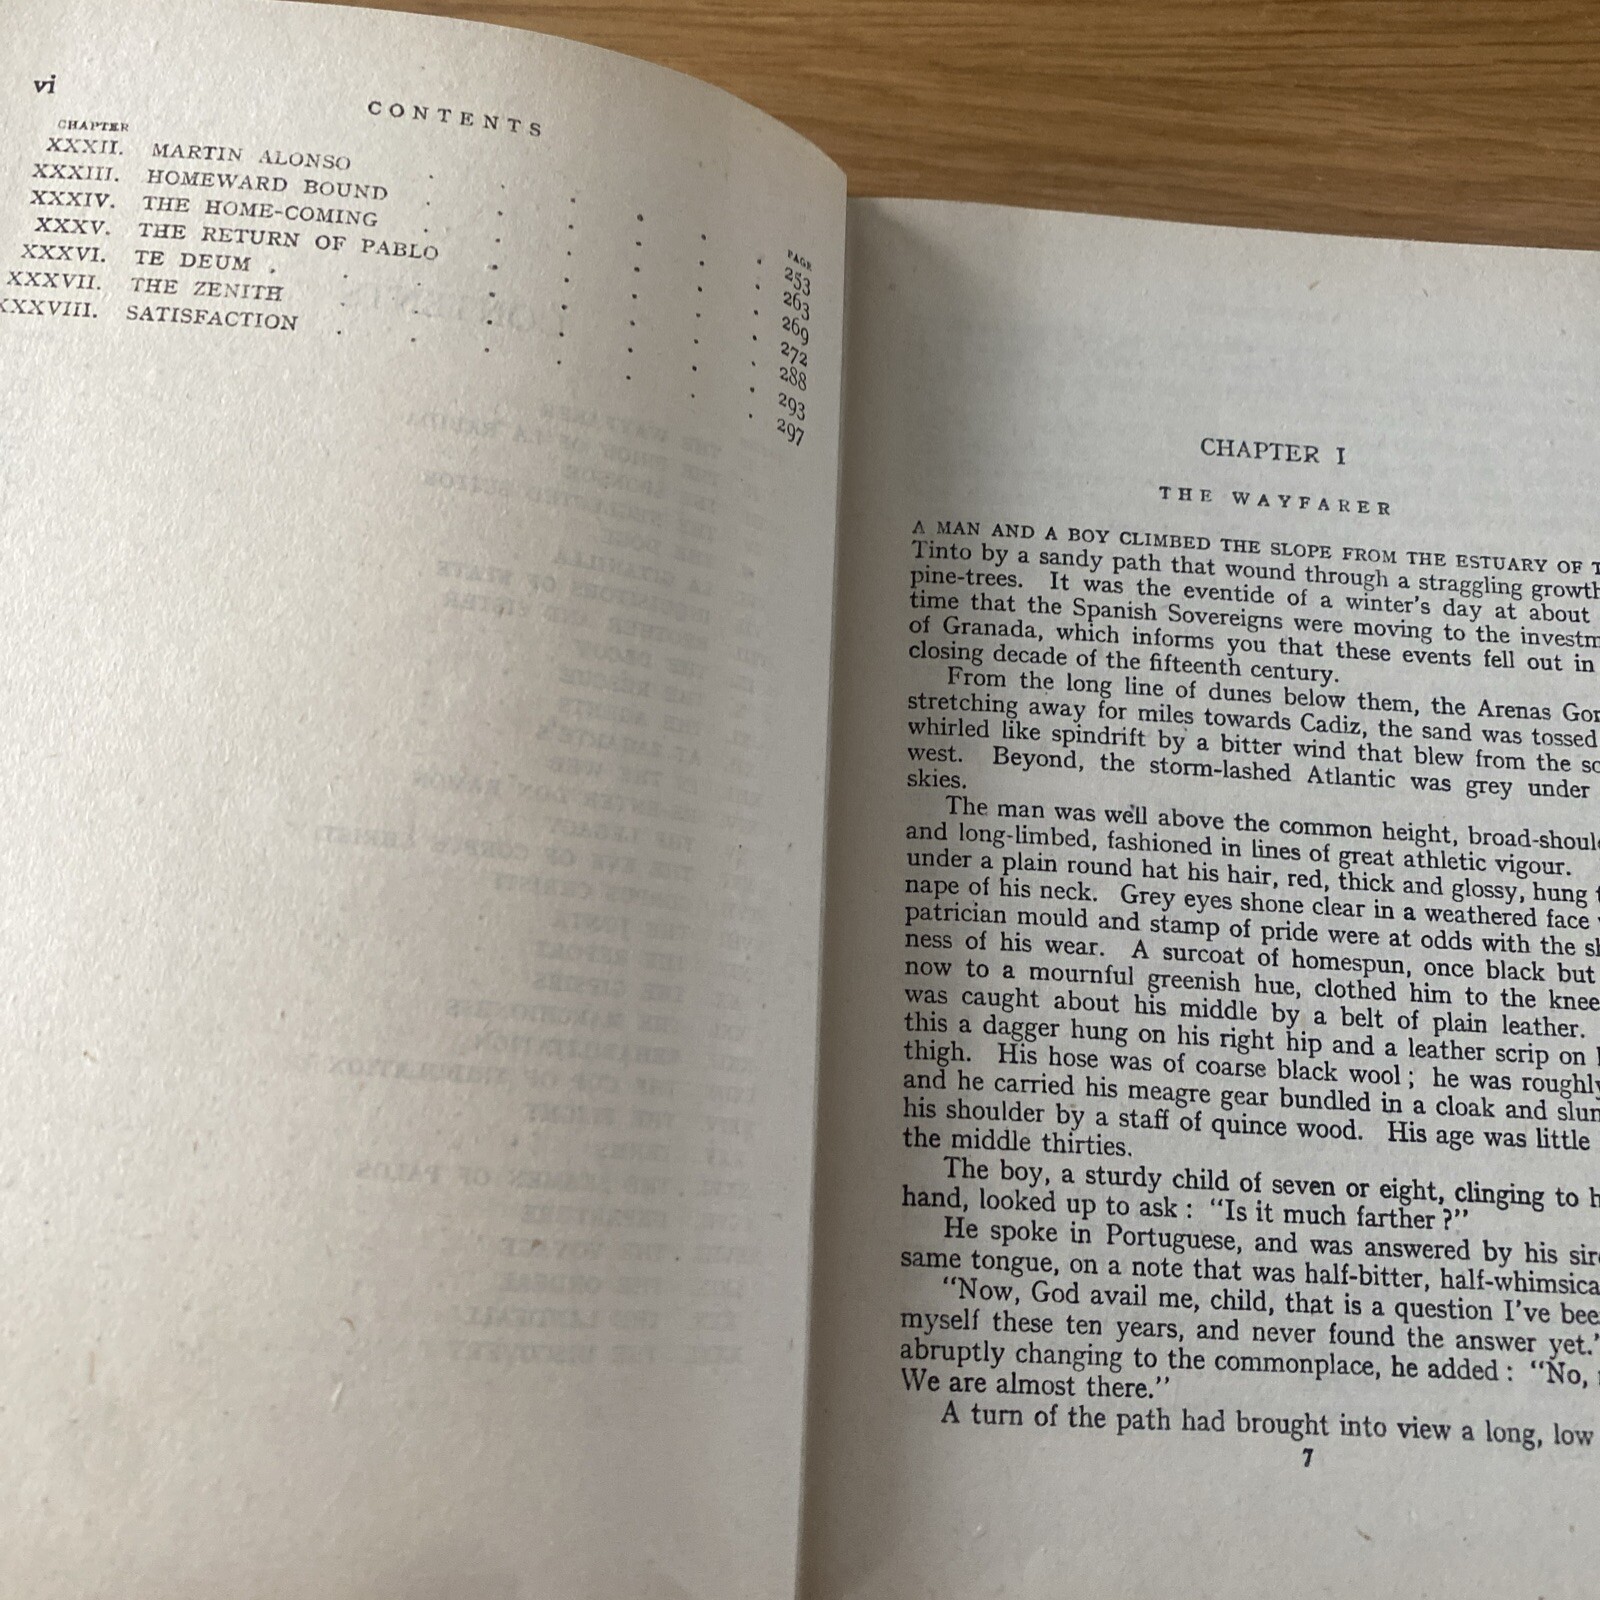 vi
CONTENTS
CHAPTER
PAGE
XXXII. MARTIN ALONSO . . . . . . 253
XXXIII. HOMEWARD BOUND . . . . . . 263
XXXIV. THE HOME-COMING . . . . . . 269
XXXV. THE RETURN OF PABLO . . . . . 272
XXXVI. TE DEUM . . . . . . . 288
XXXVII. THE ZENITH . . . . . . . 293
XXXVIII. SATISFACTION . . . . . . . 297
CHAPTER I
THE WAYFARER
A MAN AND A BOY CLIMBED THE SLOPE FROM THE ESTUARY OF
Tinto by a sandy path that wound through a straggling growth
pine-trees. It was the eventide of a winter's day at about
time that the Spanish Sovereigns were moving to the investm
of Granada, which informs you that these events fell out in
closing decade of the fifteenth century.
From the long line of dunes below them, the Arenas Gor
stretching away for miles towards Cadiz, the sand was tossed
whirled like spindrift by a bitter wind that blew from the so
west. Beyond, the storm-lashed Atlantic was grey under
skies.
The man was well above the common height, broad-shoul
and long-limbed, fashioned in lines of great athletic vigour.
under a plain round hat his hair, red, thick and glossy, hung
nape of his neck. Grey eyes shone clear in a weathered face
patrician mould and stamp of pride were at odds with the sh
ness of his wear. A surcoat of homespun, once black but
now to a mournful greenish hue, clothed him to the knee
was caught about his middle by a belt of plain leather.
this a dagger hung on his right hip and a leather scrip on
thigh. His hose was of coarse black wool; he was roughly
and he carried his meagre gear bundled in a cloak and slun
his shoulder by a staff of quince wood. His age was little
the middle thirties.
The boy, a sturdy child of seven or eight, clinging to h
hand, looked up to ask: "Is it much farther?"
He spoke in Portuguese, and was answered by his sire
same tongue, on a note that was half-bitter, half-whimsica
"Now, God avail me, child, that is a question I've bee
myself these ten years, and never found the answer yet."
abruptly changing to the commonplace, he added: "No,
We are almost there."
A turn of the path had brought into view a long, low
7